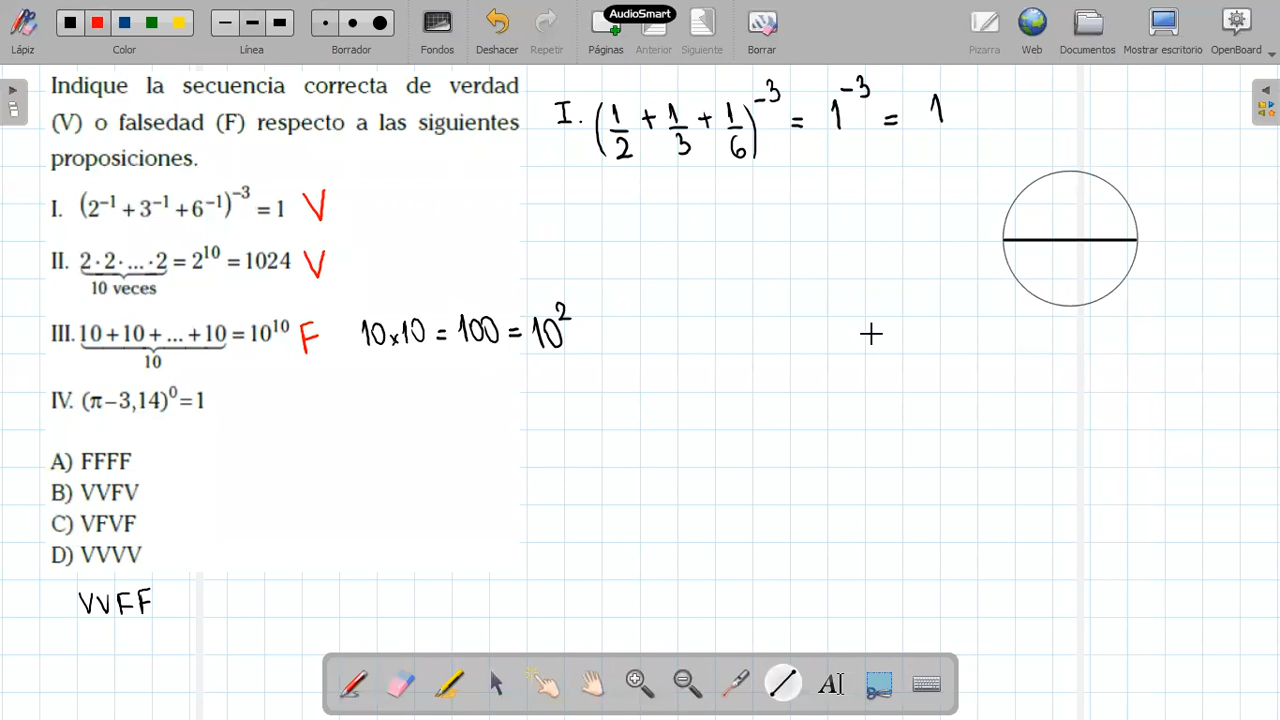 AudioSmart
Lápiz Color Línea Borrador Fondos Deshacer Repetir Páginas Anterior Siguiente Borrar Pizarra Web Documentos Mostrar escritorio OpenBoard
Indique la secuencia correcta de verdad
(V) o falsedad (F) respecto a las siguientes
proposiciones.
I. (2⁻¹ + 3⁻¹ + 6⁻¹)⁻³ = 1 V
II. 2 · 2 · ... · 2 = 2¹⁰ = 1024 V
10 veces
III. 10 + 10 + ... + 10 = 10¹⁰ F 10×10 = 100 = 10²
10
IV. (π – 3,14)⁰ = 1
A) FFFF
B) VVFV
C) VFVF
D) VVVV
VVFF
I. (1/2 + 1/3 + 1/6)⁻³ = 1⁻³ = 1